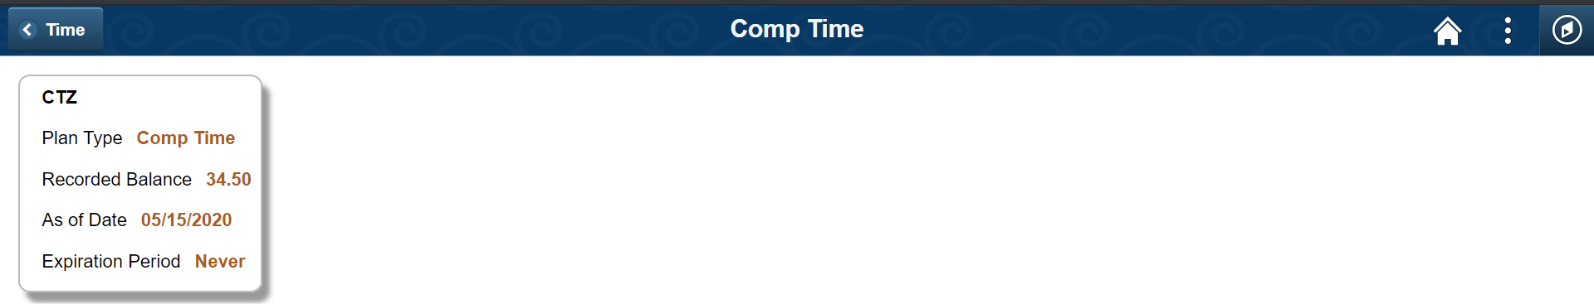 Time
Comp Time
CTZ
Plan Type Comp Time
Recorded Balance 34.50
As of Date 05/15/2020
Expiration Period Never